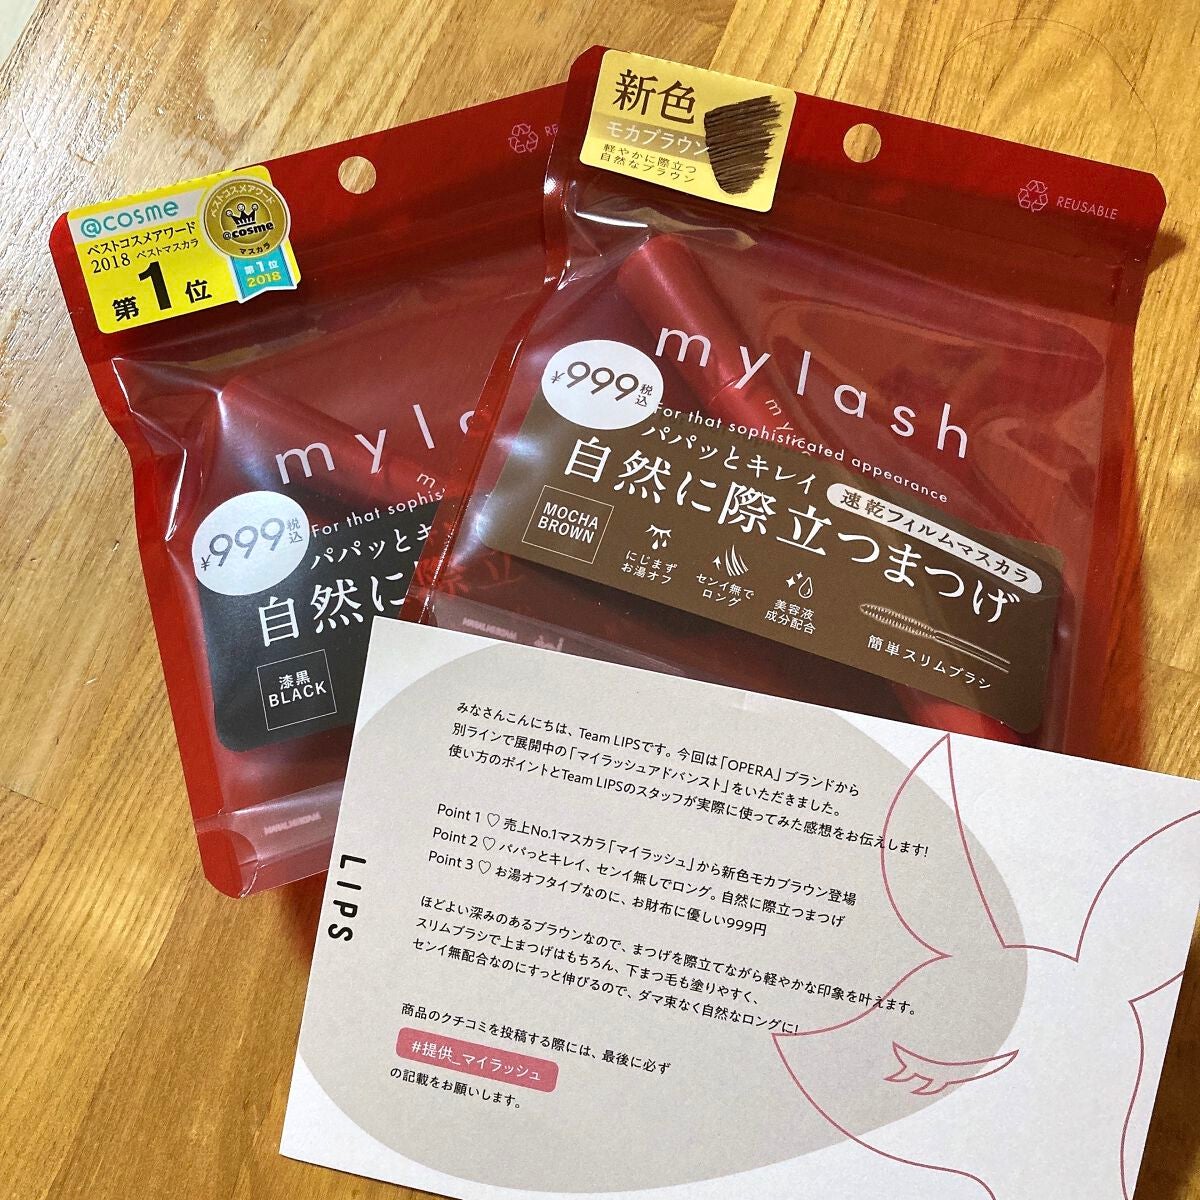 @cosme
ベストコスメアワード
2018 ベストマスカラ
第1位
ベストコスメアワード
@cosme
マスカラ
第1位
2018
myl
¥999 税込
For that sophis
パパッとキ
自然に
漆黒
BLACK
新色
モカブラウン
軽やかに際立つ
自然なブラウン
REUSABLE
mylash
¥999 税込
For that sophisticated appearance
パパッとキレイ 速乾フィルムマスカラ
自然に際立つまつげ
MOCHA
BROWN
にじまず
お湯オフ
センイ無で
ロング
美容液
成分配合
簡単スリムブラシ
LIPS
みなさんこんにちは、Team LIPSです。今回は「OPERA」ブランドから
別ラインで展開中の「マイラッシュアドバンスト」をいただきました。
使い方のポイントとTeam LIPSのスタッフが実際に使ってみた感想をお伝えします!
Point 1 ♡ 売上No.1マスカラ「マイラッシュ」から新色モカブラウン登場
Point 2 ♡ パパっとキレイ、センイ無しでロング。自然に際立つまつげ
Point 3 ♡ お湯オフタイプなのに、お財布に優しい999円
ほどよい深みのあるブラウンなので、まつげを際立てながら軽やかな印象を叶えます。
スリムブラシで上まつげはもちろん、下まつ毛も塗りやすく、
センイ無配合なのにすっと伸びるので、ダマ束なく自然なロングに!
商品のクチコミを投稿する際には、最後に必ず
#提供_マイラッシュ
の記載をお願いします。